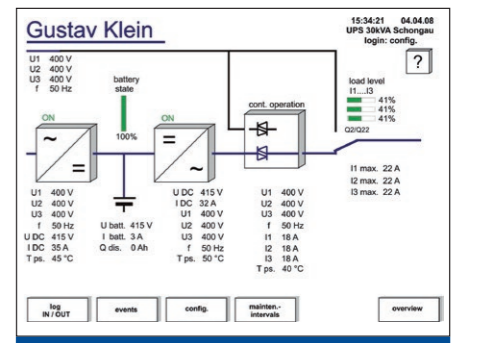 Gustav Klein
15:34:21 04.04.08
UPS 30kVA Schongau
login: config.
?
U1 400 V
U2 400 V
U3 400 V
f 50 Hz
battery
state
100%
ON
~
=
ON
=
~
cont. operation
load level
I1....I3
41%
41%
41%
Q2/Q22
I1 max. 22 A
I2 max. 22 A
I3 max. 22 A
U1 400 V
U2 400 V
U3 400 V
f 50 Hz
U DC 415 V
I DC 35 A
T ps. 45 °C
U batt. 415 V
I batt. 3 A
Q dis. 0 Ah
U DC 415 V
I DC 32 A
U1 400 V
U2 400 V
U3 400 V
f 50 Hz
T ps. 50 °C
U1 400 V
U2 400 V
U3 400 V
f 50 Hz
I1 18 A
I2 18 A
I3 18 A
T ps. 40 °C
log
IN / OUT
events
config.
mainten.-
intervals
overview